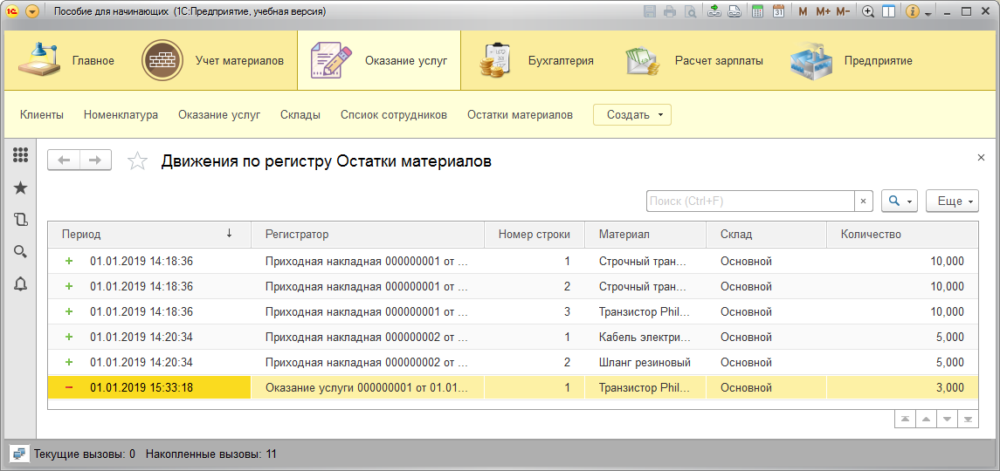 Пособие для начинающих (1С:Предприятие, учебная версия)
M M+ M-
Главное Учет материалов Оказание услуг Бухгалтерия Расчет зарплаты Предприятие
Клиенты Номенклатура Оказание услуг Склады Спсиок сотрудников Остатки материалов Создать
Движения по регистру Остатки материалов
Поиск (Ctrl+F) × Еще
Период Регистратор Номер строки Материал Склад Количество
01.01.2019 14:18:36 Приходная накладная 000000001 от ... 1 Строчный тран... Основной 10,000
01.01.2019 14:18:36 Приходная накладная 000000001 от ... 2 Строчный тран... Основной 10,000
01.01.2019 14:18:36 Приходная накладная 000000001 от ... 3 Транзистор Phil... Основной 10,000
01.01.2019 14:20:34 Приходная накладная 000000002 от ... 1 Кабель электри... Основной 5,000
01.01.2019 14:20:34 Приходная накладная 000000002 от ... 2 Шланг резиновый Основной 5,000
01.01.2019 15:33:18 Оказание услуги 000000001 от 01.01... 1 Транзистор Phil... Основной 3,000
Текущие вызовы: 0 Накопленные вызовы: 11